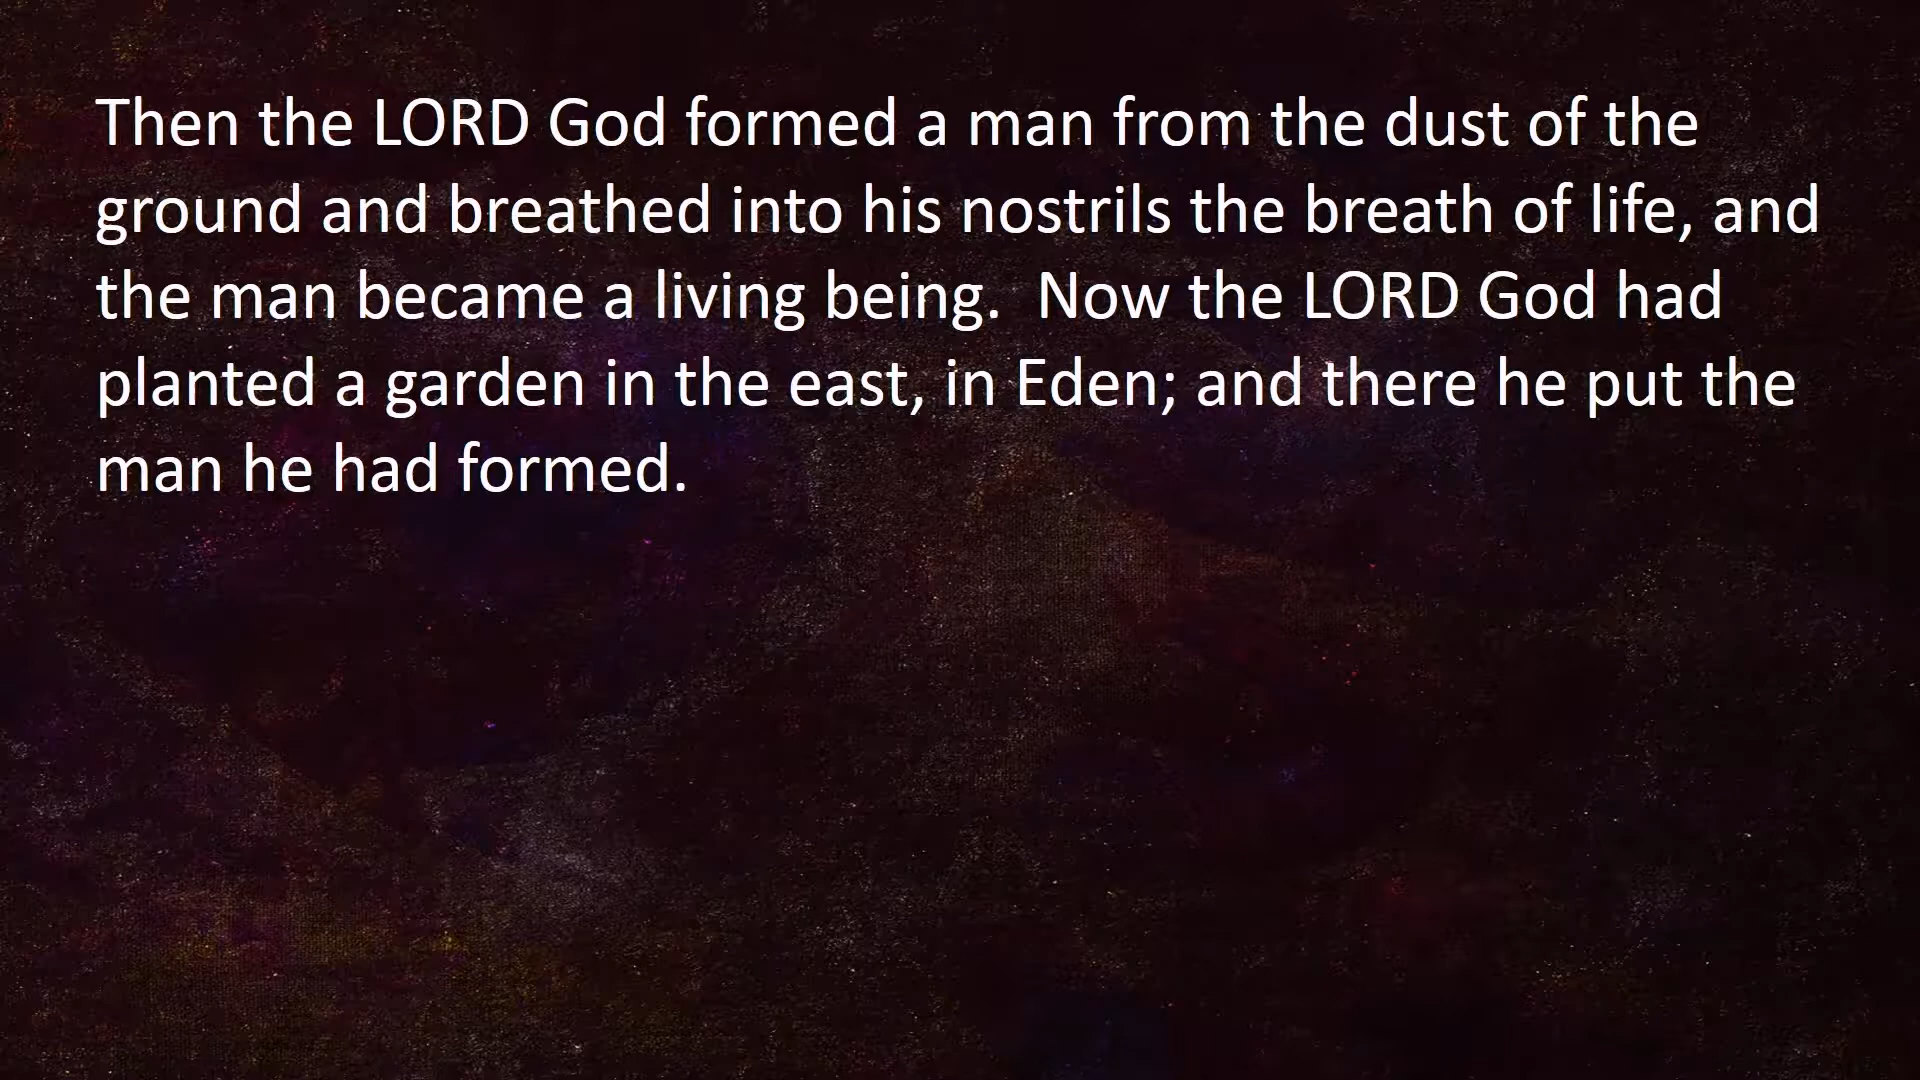 Then the LORD God formed a man from the dust of the
ground and breathed into his nostrils the breath of life, and
the man became a living being.  Now the LORD God had
planted a garden in the east, in Eden; and there he put the
man he had formed.